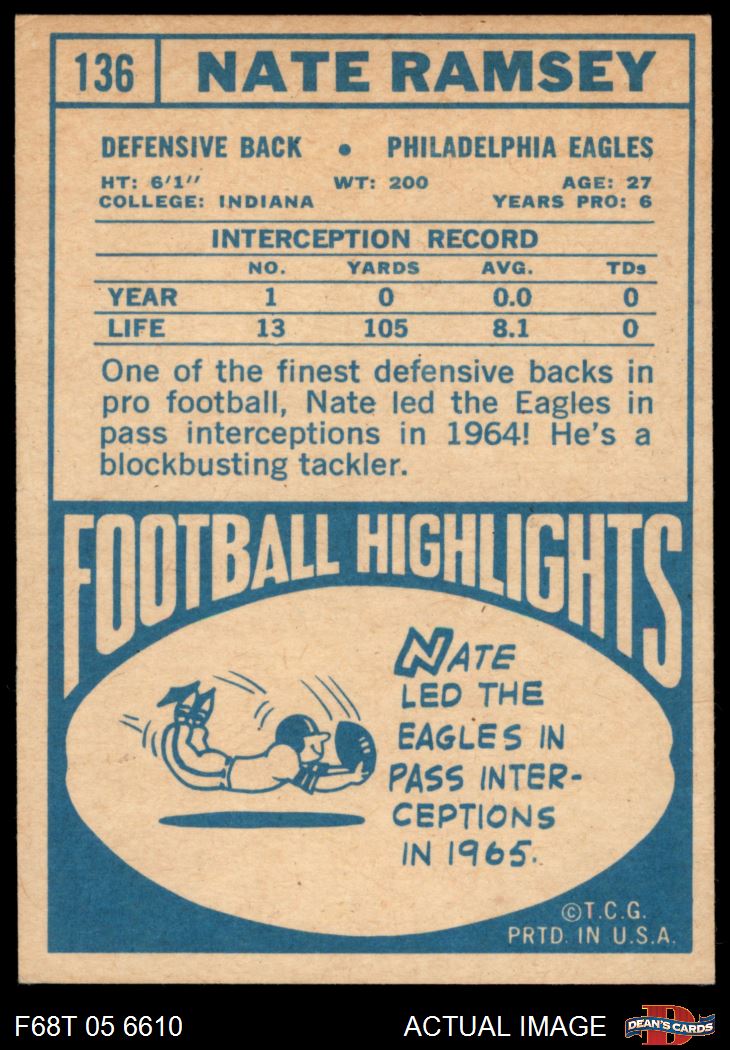 136 NATE RAMSEY
DEFENSIVE BACK • PHILADELPHIA EAGLES
HT: 6'1" WT: 200 AGE: 27
COLLEGE: INDIANA YEARS PRO: 6
INTERCEPTION RECORD
NO. YARDS AVG. TDs
YEAR 1 0 0.0 0
LIFE 13 105 8.1 0
One of the finest defensive backs in
pro football, Nate led the Eagles in
pass interceptions in 1964! He's a
blockbusting tackler.
FOOTBALL HIGHLIGHTS
NATE
LED THE
EAGLES IN
PASS INTER-
CEPTIONS
IN 1965.
©T.C.G.
PRTD. IN U.S.A.
F68T 05 6610 ACTUAL IMAGE D DEAN'S CARDS